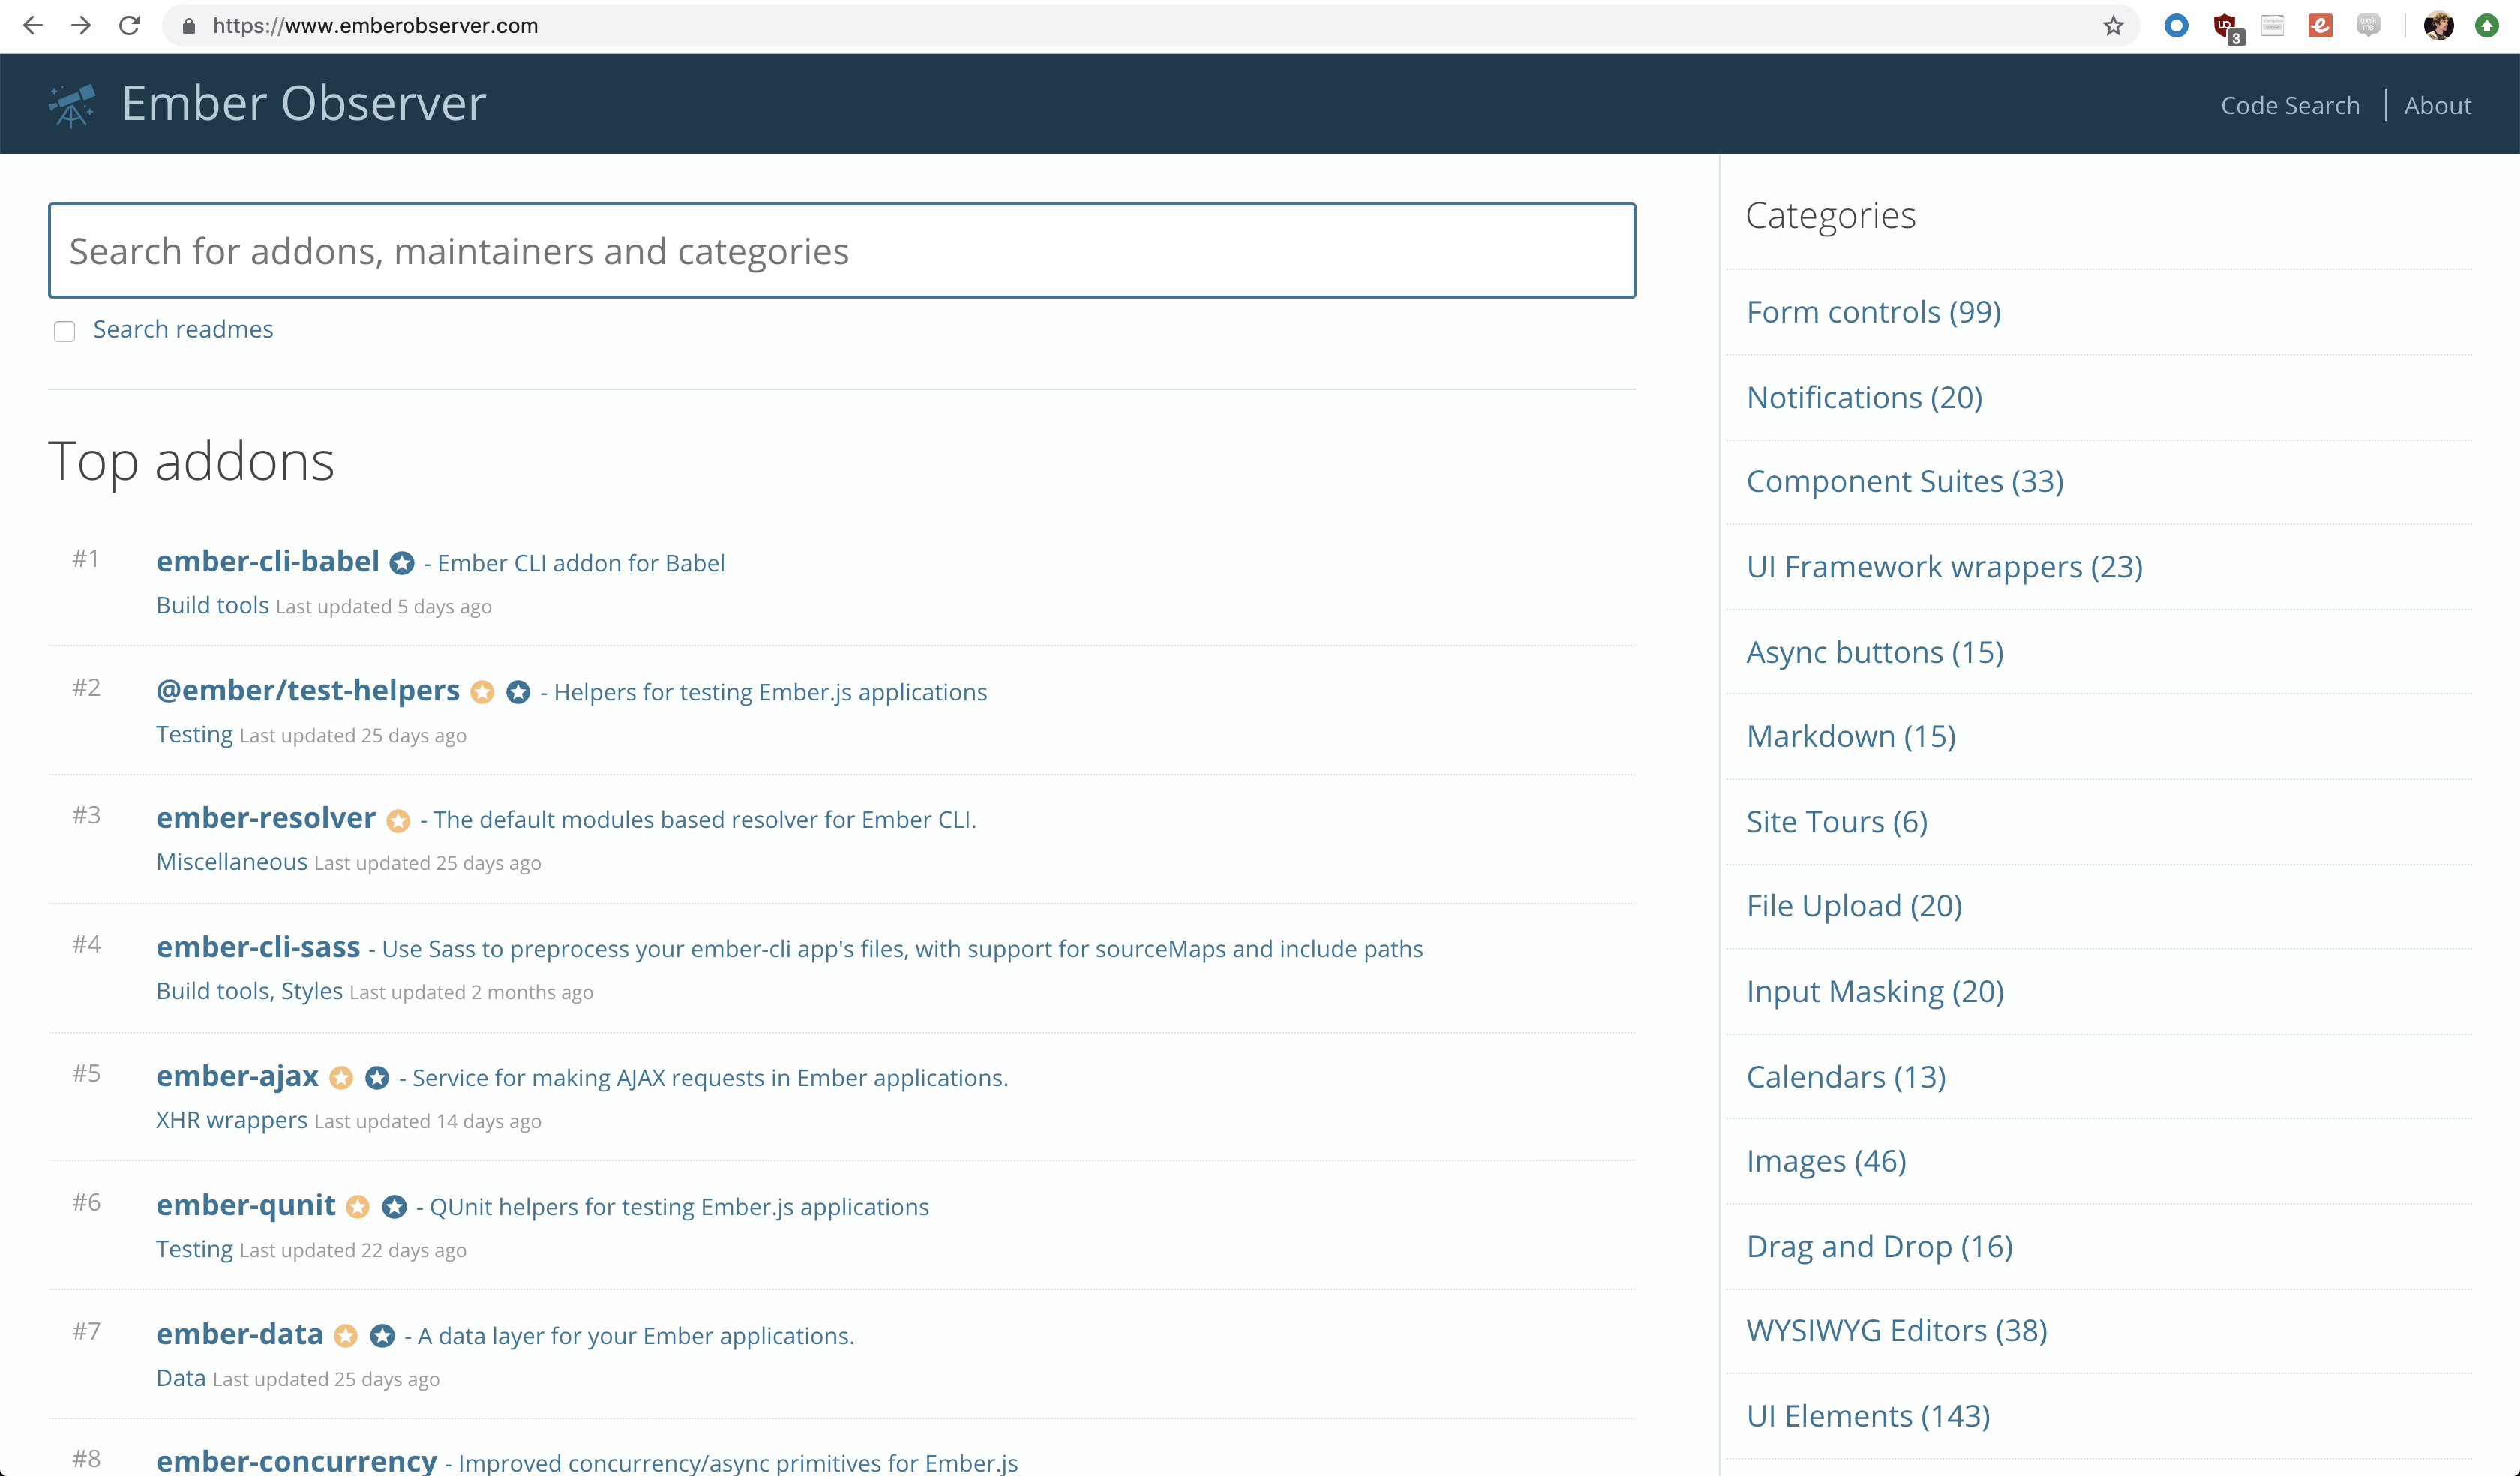 https://www.emberobserver.com
3
Ember Observer
Code Search
About
Search for addons, maintainers and categories
Search readmes
Top addons
#1 ember-cli-babel - Ember CLI addon for Babel
Build tools Last updated 5 days ago
#2 @ember/test-helpers - Helpers for testing Ember.js applications
Testing Last updated 25 days ago
#3 ember-resolver - The default modules based resolver for Ember CLI.
Miscellaneous Last updated 25 days ago
#4 ember-cli-sass - Use Sass to preprocess your ember-cli app's files, with support for sourceMaps and include paths
Build tools, Styles Last updated 2 months ago
#5 ember-ajax - Service for making AJAX requests in Ember applications.
XHR wrappers Last updated 14 days ago
#6 ember-qunit - QUnit helpers for testing Ember.js applications
Testing Last updated 22 days ago
#7 ember-data - A data layer for your Ember applications.
Data Last updated 25 days ago
#8 ember-concurrency - Improved concurrency/async primitives for Ember.js
Categories
Form controls (99)
Notifications (20)
Component Suites (33)
UI Framework wrappers (23)
Async buttons (15)
Markdown (15)
Site Tours (6)
File Upload (20)
Input Masking (20)
Calendars (13)
Images (46)
Drag and Drop (16)
WYSIWYG Editors (38)
UI Elements (143)